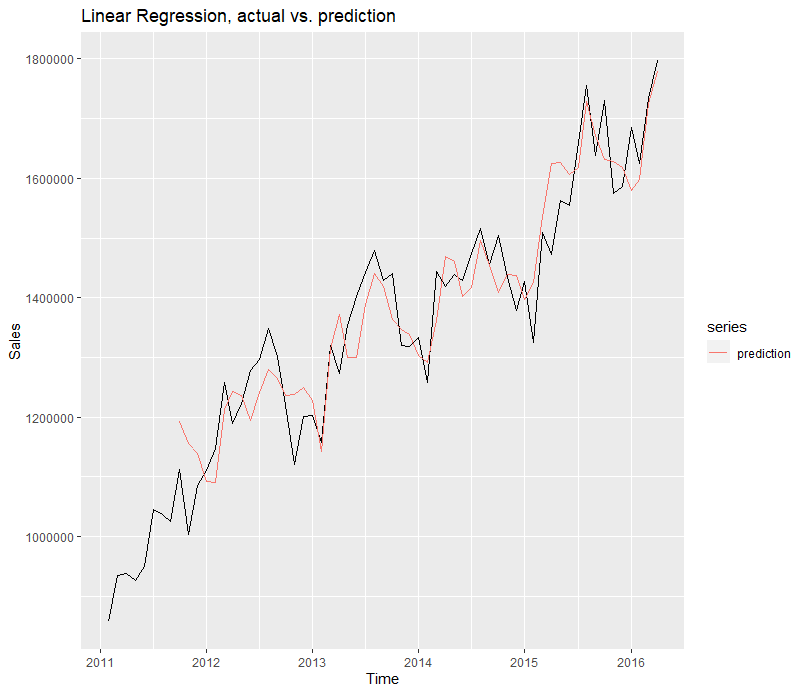 Linear Regression, actual vs. prediction
1800000
1600000
1400000
1200000
1000000
Sales
2011 2012 2013 2014 2015 2016
Time
series
prediction